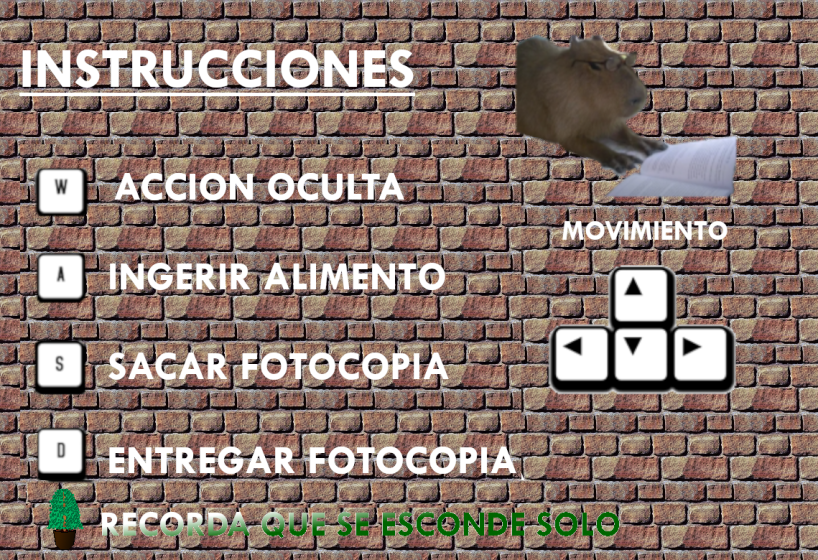 INSTRUCCIONES
W ACCION OCULTA
A INGERIR ALIMENTO
S SACAR FOTOCOPIA
D ENTREGAR FOTOCOPIA
RECORDA QUE SE ESCONDE SOLO
MOVIMIENTO